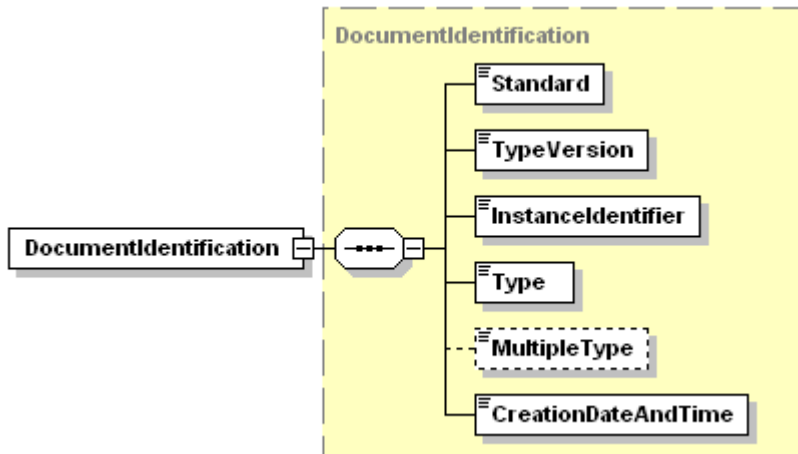 DocumentIdentification
Standard
TypeVersion
InstanceIdentifier
DocumentIdentification
Type
MultipleType
CreationDateAndTime